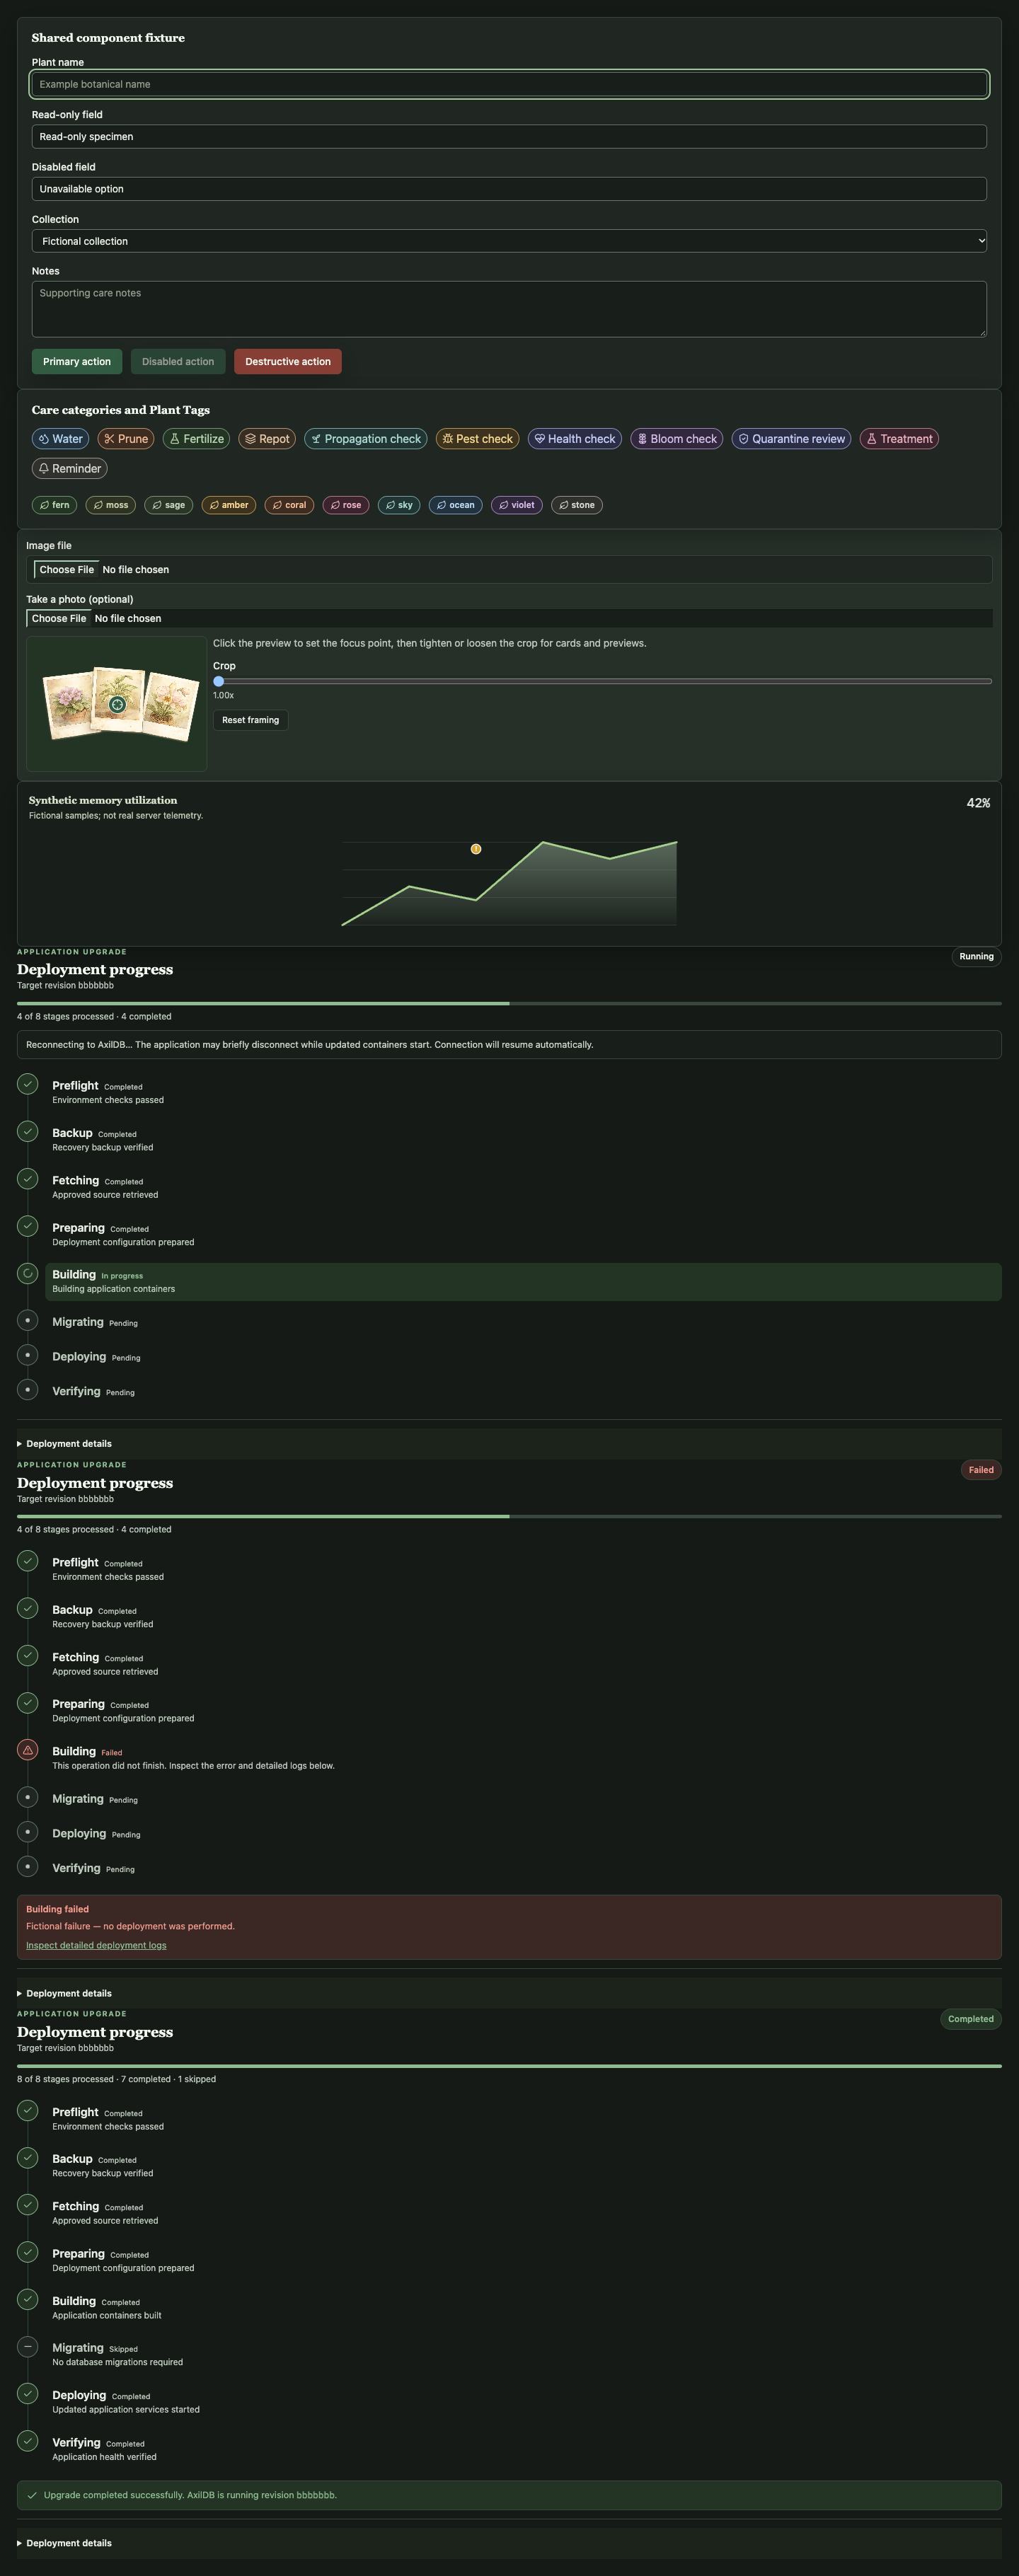 Shared component fixture
Plant name
Example botanical name
Read-only field
Read-only specimen
Disabled field
Unavailable option
Collection
Fictional collection
Notes
Supporting care notes
Primary action Disabled action Destructive action
Care categories and Plant Tags
Water Prune Fertilize Repot Propagation check Pest check Health check Bloom check Quarantine review Treatment
Reminder
fern moss sage amber coral rose sky ocean violet stone
Image file
Choose File No file chosen
Take a photo (optional)
Choose File No file chosen
Click the preview to set the focus point, then tighten or loosen the crop for cards and previews.
Crop
1.00x
Reset framing
Synthetic memory utilization 42%
Fictional samples; not real server telemetry.
APPLICATION UPGRADE
Running
Deployment progress
Target revision bbbbbbb
4 of 8 stages processed · 4 completed
Reconnecting to AxilDB... The application may briefly disconnect while updated containers start. Connection will resume automatically.
Preflight Completed
Environment checks passed
Backup Completed
Recovery backup verified
Fetching Completed
Approved source retrieved
Preparing Completed
Deployment configuration prepared
Building In progress
Building application containers
Migrating Pending
Deploying Pending
Verifying Pending
Deployment details
APPLICATION UPGRADE
Failed
Deployment progress
Target revision bbbbbbb
4 of 8 stages processed · 4 completed
Preflight Completed
Environment checks passed
Backup Completed
Recovery backup verified
Fetching Completed
Approved source retrieved
Preparing Completed
Deployment configuration prepared
Building Failed
This operation did not finish. Inspect the error and detailed logs below.
Migrating Pending
Deploying Pending
Verifying Pending
Building failed
Fictional failure — no deployment was performed.
Inspect detailed deployment logs
Deployment details
APPLICATION UPGRADE
Completed
Deployment progress
Target revision bbbbbbb
8 of 8 stages processed · 7 completed · 1 skipped
Preflight Completed
Environment checks passed
Backup Completed
Recovery backup verified
Fetching Completed
Approved source retrieved
Preparing Completed
Deployment configuration prepared
Building Completed
Application containers built
Migrating Skipped
No database migrations required
Deploying Completed
Updated application services started
Verifying Completed
Application health verified
Upgrade completed successfully. AxilDB is running revision bbbbbbb.
Deployment details